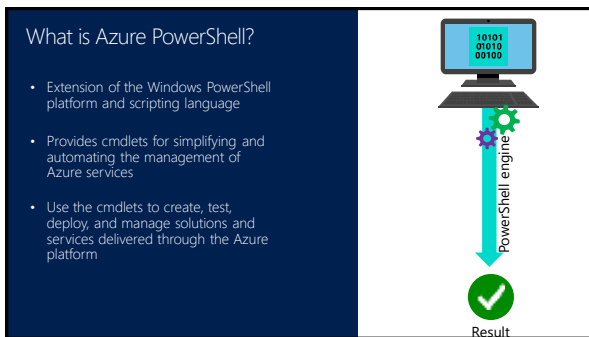 What is Azure PowerShell?
• Extension of the Windows PowerShell
platform and scripting language
• Provides cmdlets for simplifying and
automating the management of
Azure services
• Use the cmdlets to create, test,
deploy, and manage solutions and
services delivered through the Azure
platform
10101
01010
00100
PowerShell engine
Result